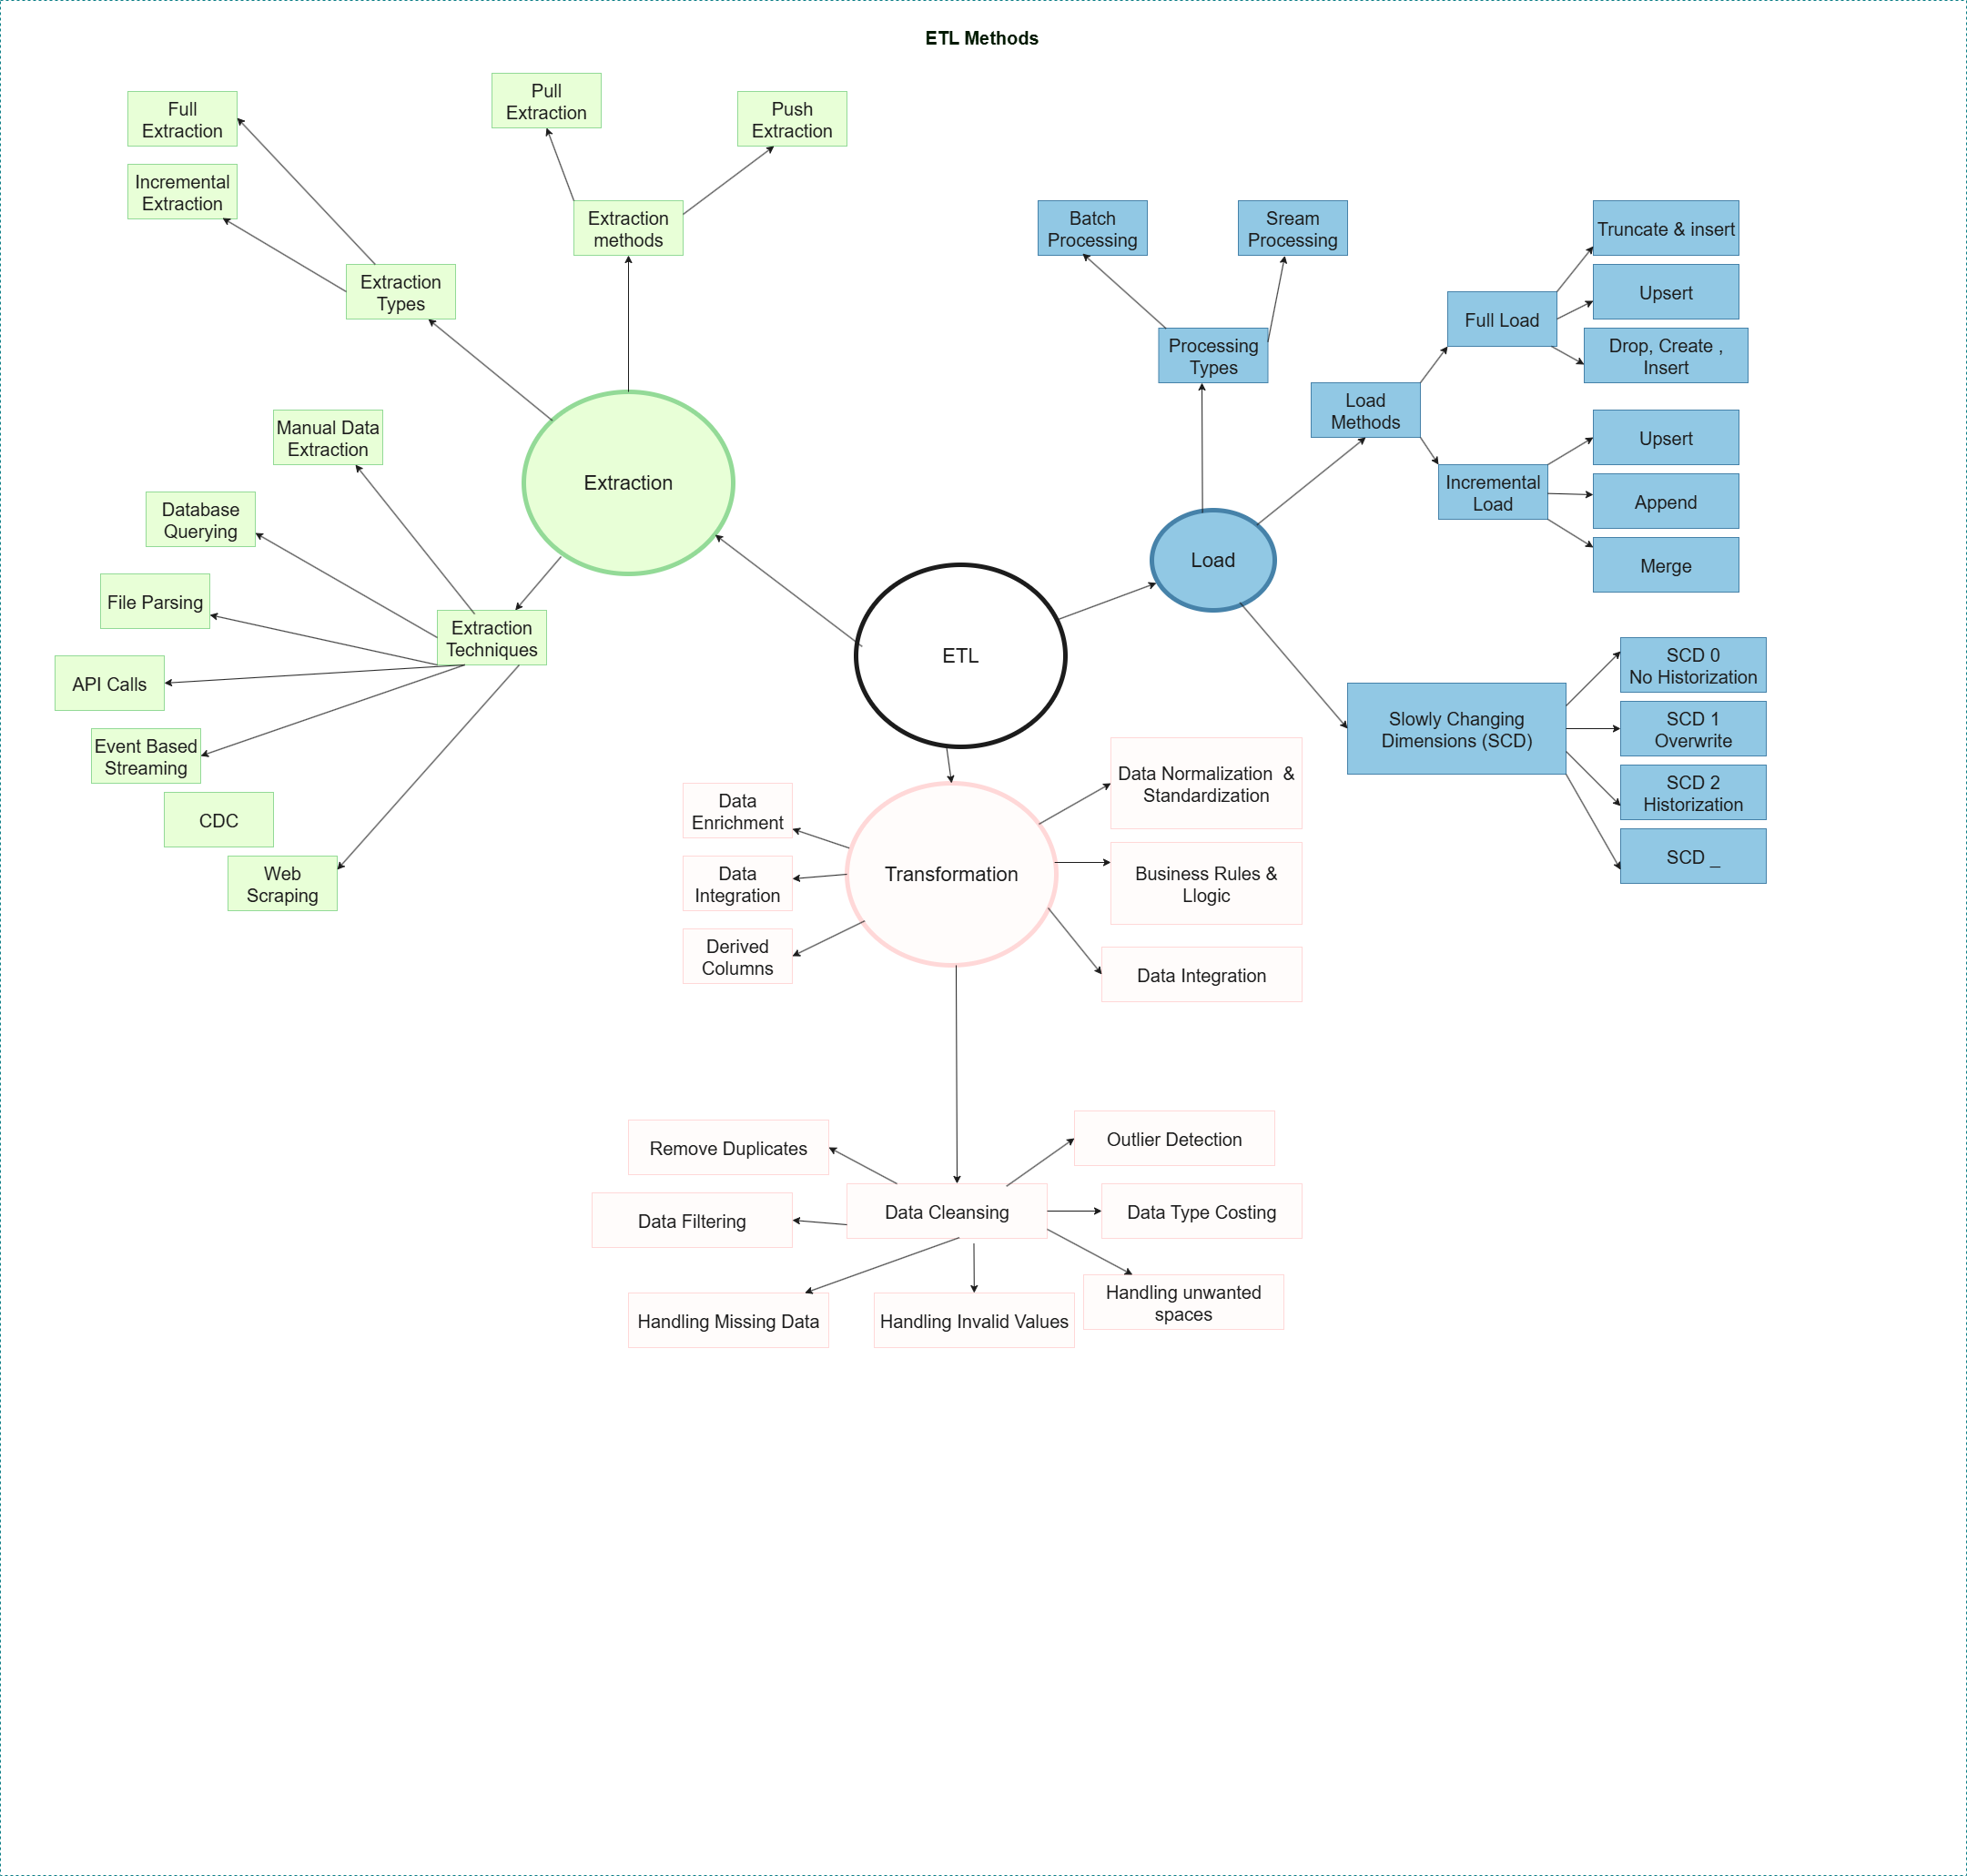 ETL Methods
Full
Extraction
Incremental
Extraction
Extraction
Types
Pull
Extraction
Push
Extraction
Extraction
methods
Extraction
Manual Data
Extraction
Database
Querying
File Parsing
API Calls
Event Based
Streaming
CDC
Web
Scraping
Extraction
Techniques
ETL
Load
Batch
Processing
Sream
Processing
Processing
Types
Load
Methods
Full Load
Truncate & insert
Upsert
Drop, Create ,
Insert
Incremental
Load
Upsert
Append
Merge
Slowly Changing
Dimensions (SCD)
SCD 0
No Historization
SCD 1
Overwrite
SCD 2
Historization
SCD _
Transformation
Data
Enrichment
Data
Integration
Derived
Columns
Data Normalization  &
Standardization
Business Rules &
Llogic
Data Integration
Data Cleansing
Remove Duplicates
Data Filtering
Handling Missing Data
Handling Invalid Values
Handling unwanted
spaces
Data Type Costing
Outlier Detection